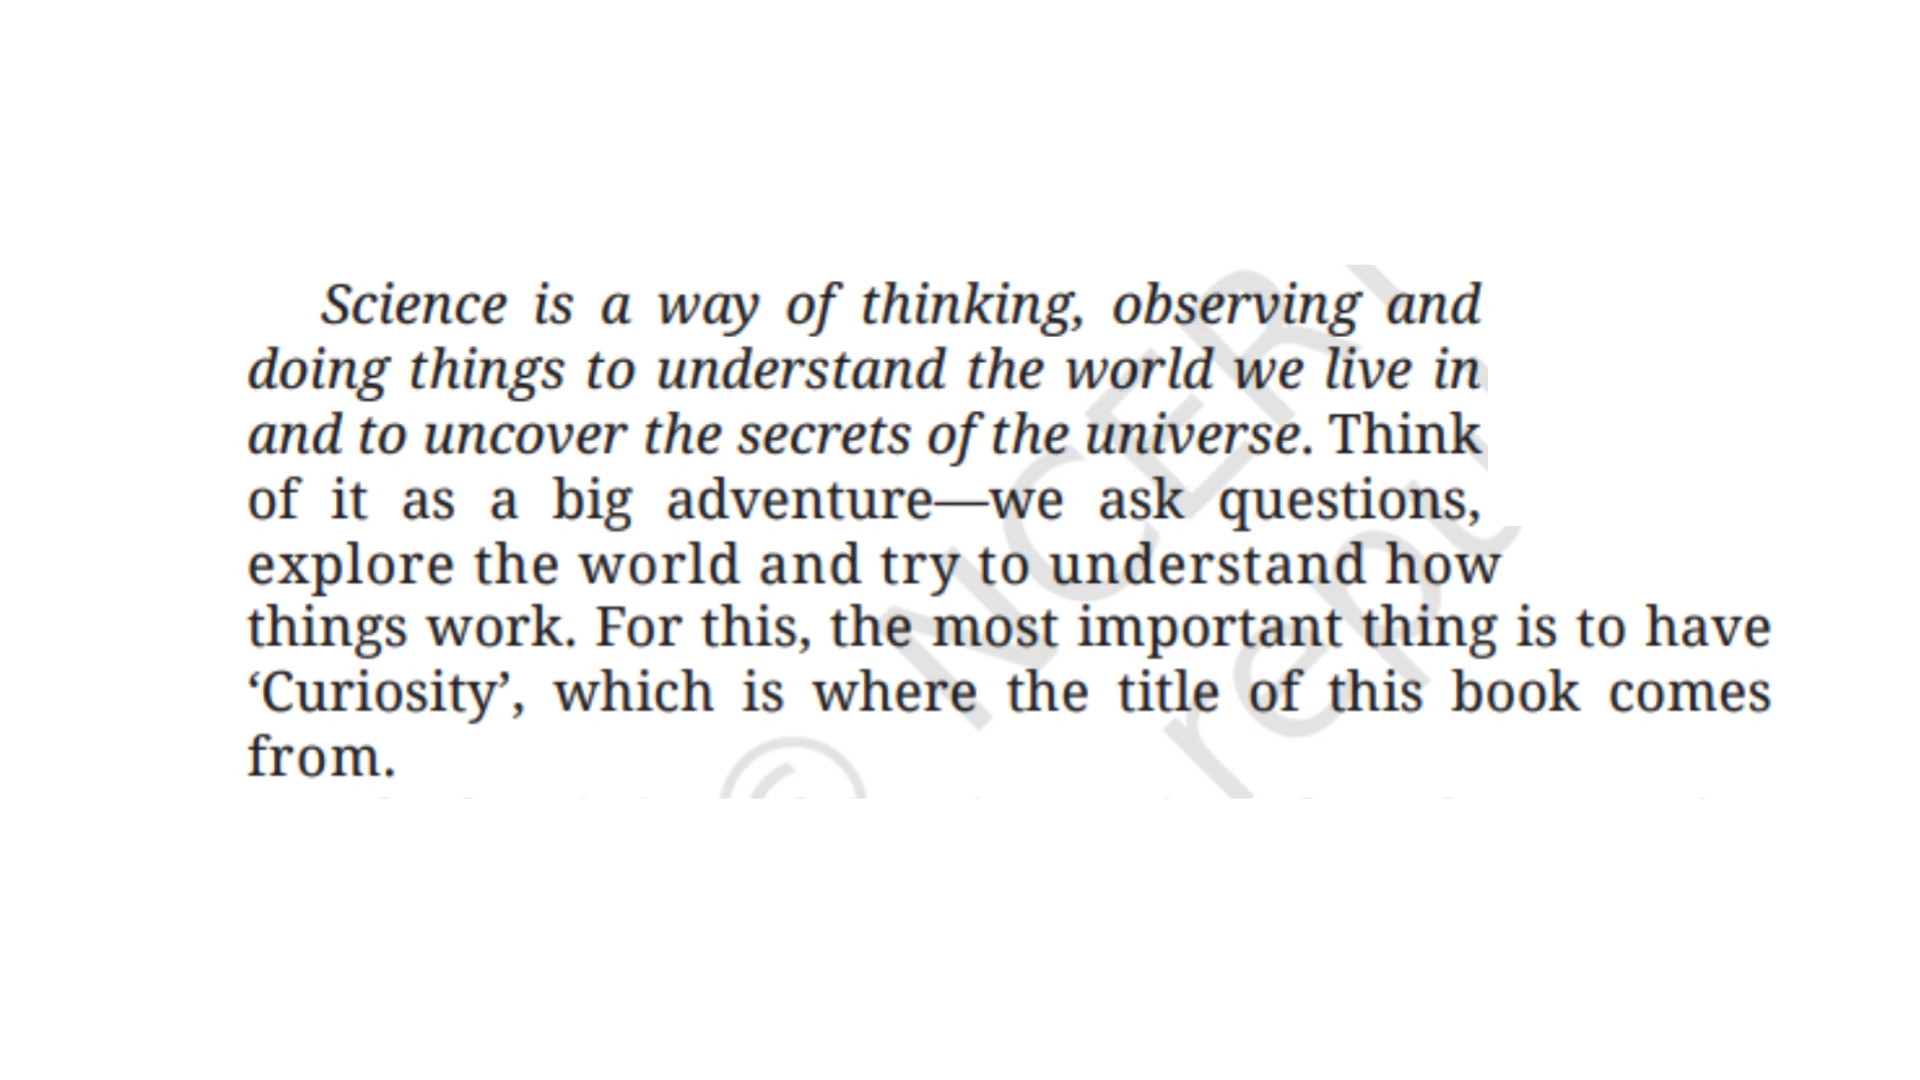 Science is a way of thinking, observing and
doing things to understand the world we live in
and to uncover the secrets of the universe. Think
of it as a big adventure—we ask questions,
explore the world and try to understand how
things work. For this, the most important thing is to have
‘Curiosity’, which is where the title of this book comes
from.
© NCERT
rept